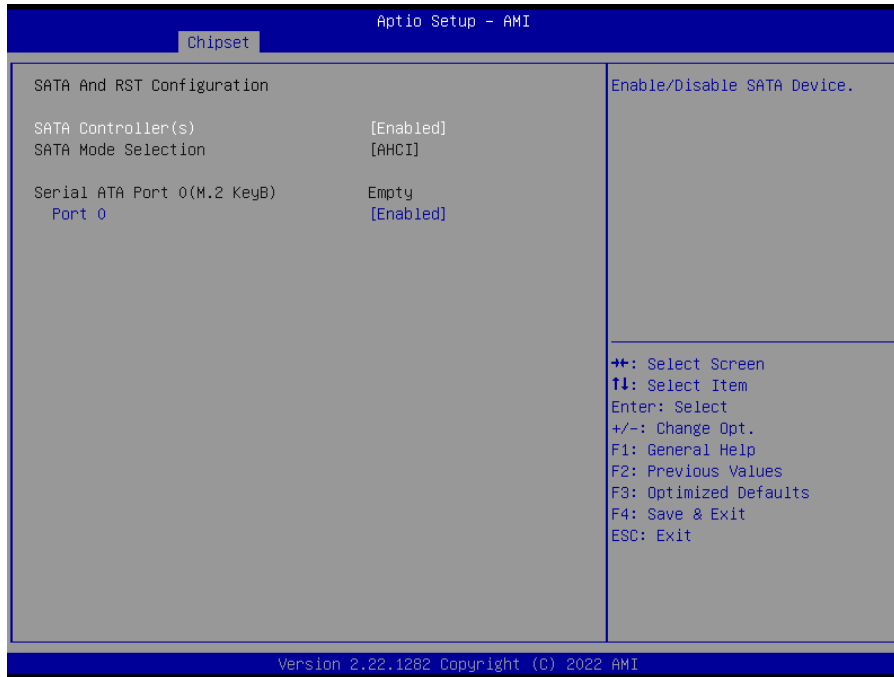 Aptio Setup – AMI
Chipset
SATA And RST Configuration
SATA Controller(s) [Enabled]
SATA Mode Selection [AHCI]
Serial ATA Port 0(M.2 KeyB) Empty
Port 0 [Enabled]
Enable/Disable SATA Device.
→←: Select Screen
↑↓: Select Item
Enter: Select
+/-: Change Opt.
F1: General Help
F2: Previous Values
F3: Optimized Defaults
F4: Save & Exit
ESC: Exit
Version 2.22.1282 Copyright (C) 2022 AMI